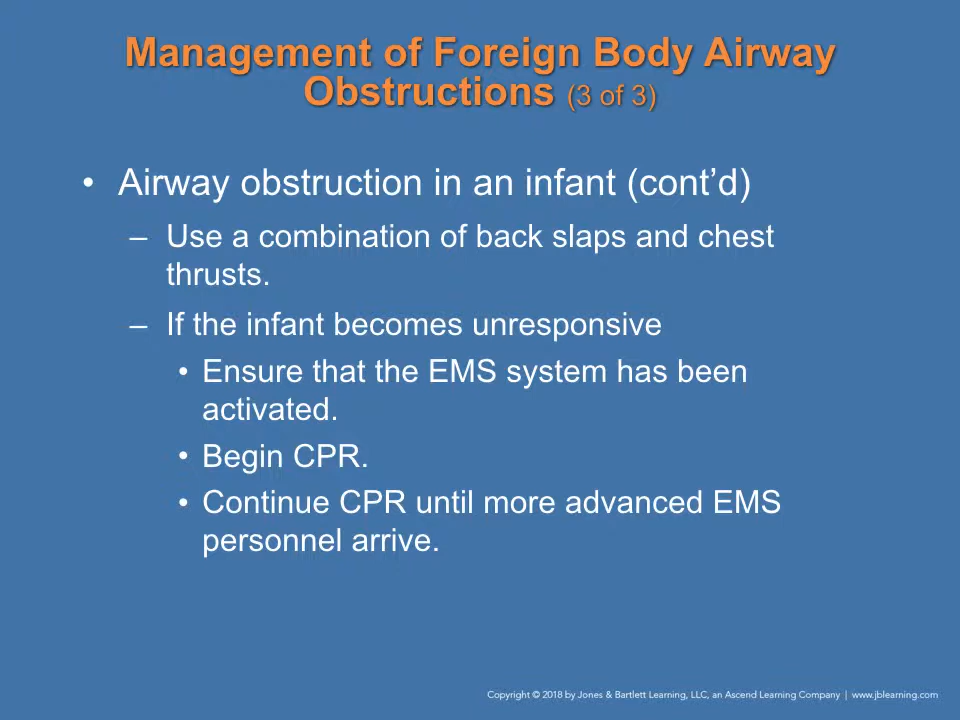 Management of Foreign Body Airway
Obstructions (3 of 3)
• Airway obstruction in an infant (cont’d)
– Use a combination of back slaps and chest
thrusts.
– If the infant becomes unresponsive
• Ensure that the EMS system has been
activated.
• Begin CPR.
• Continue CPR until more advanced EMS
personnel arrive.
Copyright © 2018 by Jones & Bartlett Learning, LLC, an Ascend Learning Company | www.jblearning.com